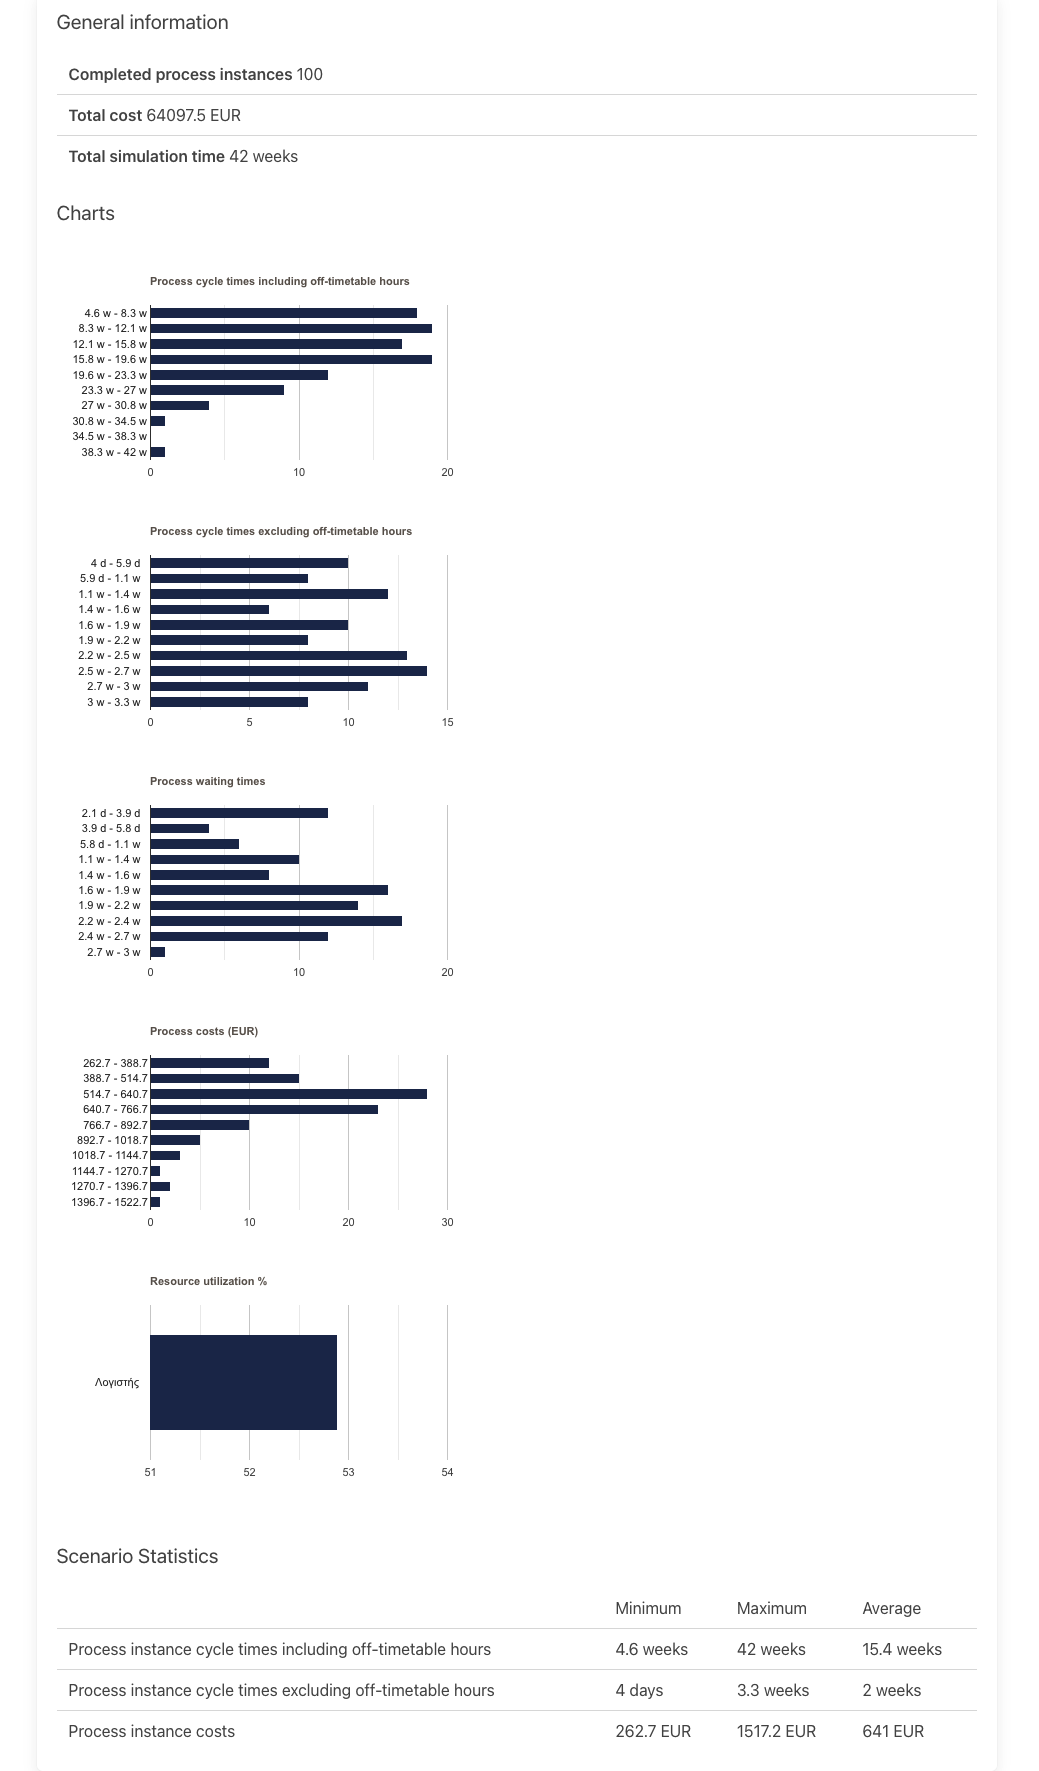 General information
Completed process instances 100
Total cost 64097.5 EUR
Total simulation time 42 weeks
Charts
Process cycle times including off-timetable hours
4.6 w - 8.3 w
8.3 w - 12.1 w
12.1 w - 15.8 w
15.8 w - 19.6 w
19.6 w - 23.3 w
23.3 w - 27 w
27 w - 30.8 w
30.8 w - 34.5 w
34.5 w - 38.3 w
38.3 w - 42 w
0 10 20
Process cycle times excluding off-timetable hours
4 d - 5.9 d
5.9 d - 1.1 w
1.1 w - 1.4 w
1.4 w - 1.6 w
1.6 w - 1.9 w
1.9 w - 2.2 w
2.2 w - 2.5 w
2.5 w - 2.7 w
2.7 w - 3 w
3 w - 3.3 w
0 5 10 15
Process waiting times
2.1 d - 3.9 d
3.9 d - 5.8 d
5.8 d - 1.1 w
1.1 w - 1.4 w
1.4 w - 1.6 w
1.6 w - 1.9 w
1.9 w - 2.2 w
2.2 w - 2.4 w
2.4 w - 2.7 w
2.7 w - 3 w
0 10 20
Process costs (EUR)
262.7 - 388.7
388.7 - 514.7
514.7 - 640.7
640.7 - 766.7
766.7 - 892.7
892.7 - 1018.7
1018.7 - 1144.7
1144.7 - 1270.7
1270.7 - 1396.7
1396.7 - 1522.7
0 10 20 30
Resource utilization %
Λογιστής
51 52 53 54
Scenario Statistics
Minimum Maximum Average
Process instance cycle times including off-timetable hours 4.6 weeks 42 weeks 15.4 weeks
Process instance cycle times excluding off-timetable hours 4 days 3.3 weeks 2 weeks
Process instance costs 262.7 EUR 1517.2 EUR 641 EUR